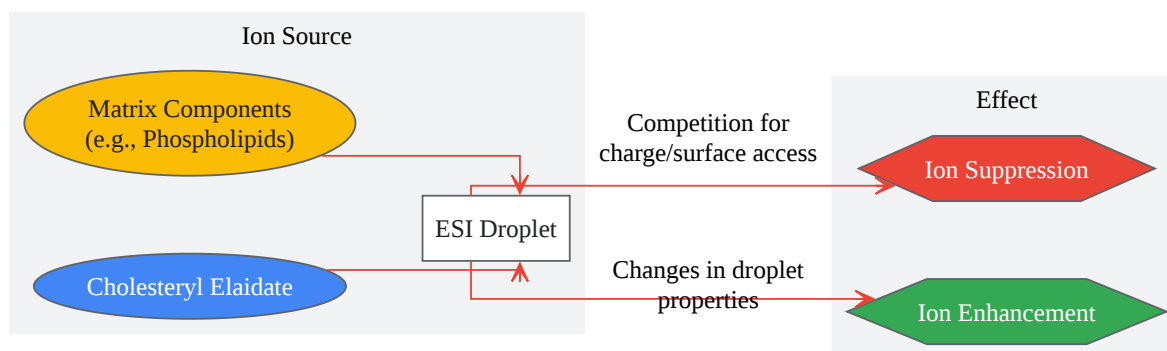 Ion Source
Matrix Components
(e.g., Phospholipids)
Cholesteryl Elaidate
ESI Droplet
Competition for
charge/surface access
Changes in droplet
properties
Effect
Ion Suppression
Ion Enhancement